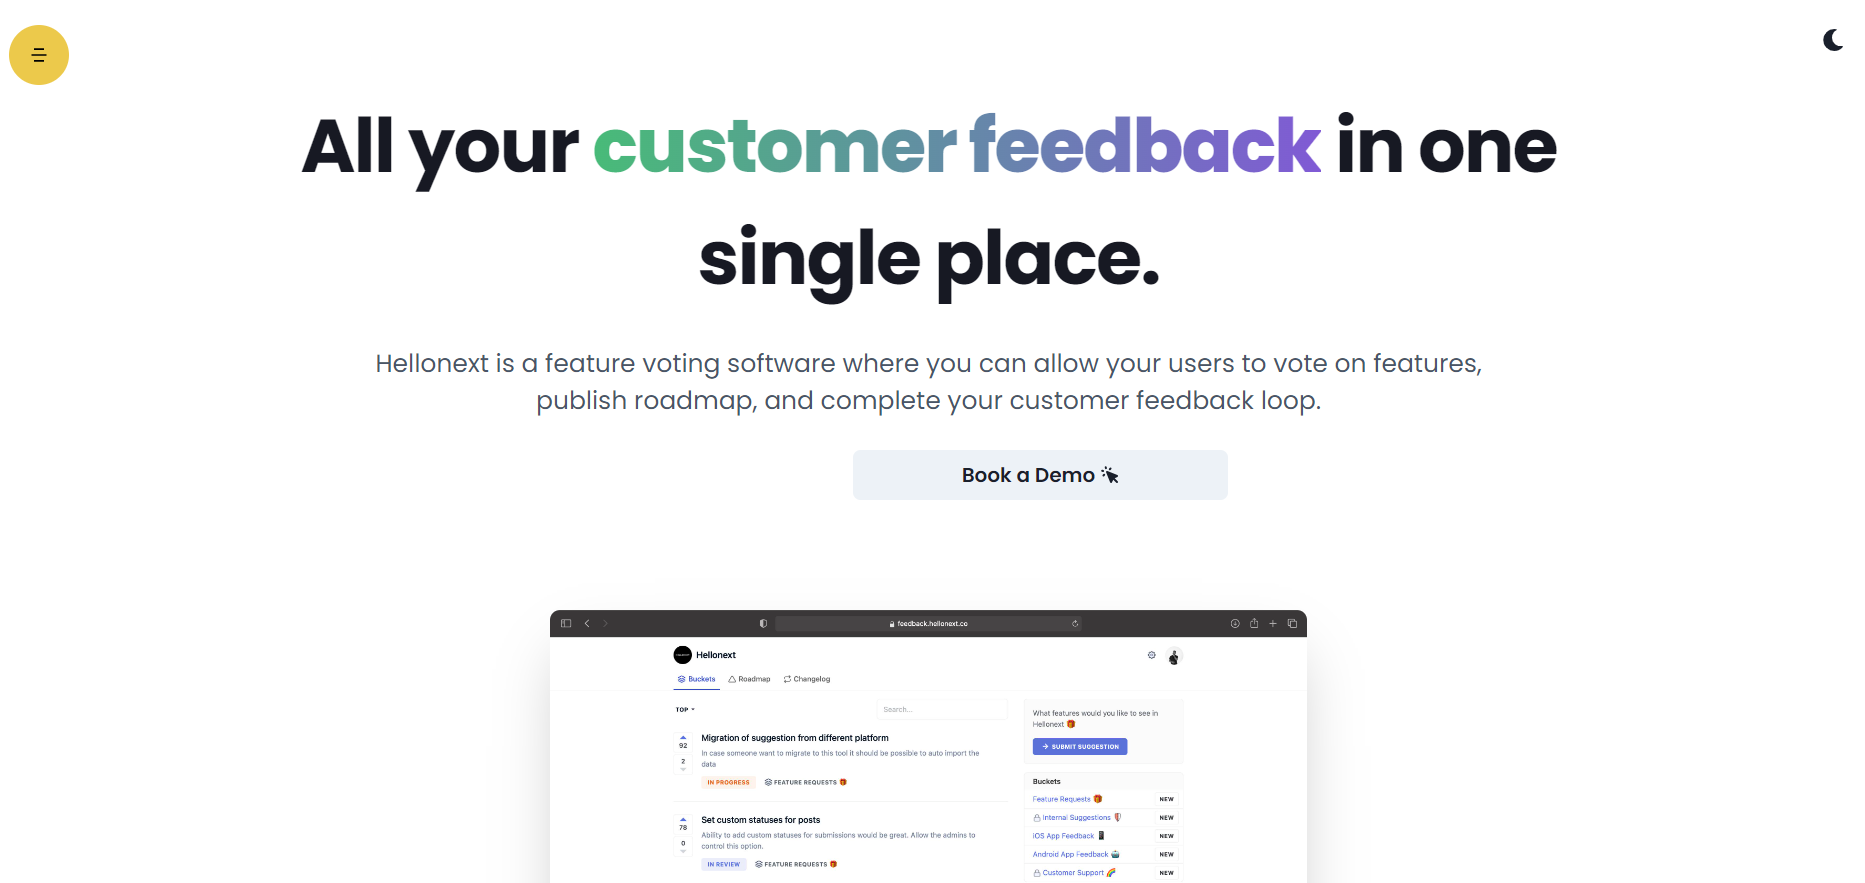 All your customer feedback in one
single place.
Hellonext is a feature voting software where you can allow your users to vote on features,
publish roadmap, and complete your customer feedback loop.
Book a Demo
feedback.hellonext.co
Hellonext
Buckets Roadmap Changelog
TOP
Search...
92
Migration of suggestion from different platform
In case someone want to migrate to this tool it should be possible to auto import the
data
2
IN PROGRESS FEATURE REQUESTS 🎁
78
Set custom statuses for posts
Ability to add custom statuses for submissions would be great. Allow the admins to
control this option.
0
IN REVIEW FEATURE REQUESTS 🎁
What features would you like to see in
Hellonext 🎁
SUBMIT SUGGESTION
Buckets
Feature Requests 🎁 NEW
Internal Suggestions NEW
iOS App Feedback 📱 NEW
Android App Feedback 🤖 NEW
Customer Support 🌈 NEW